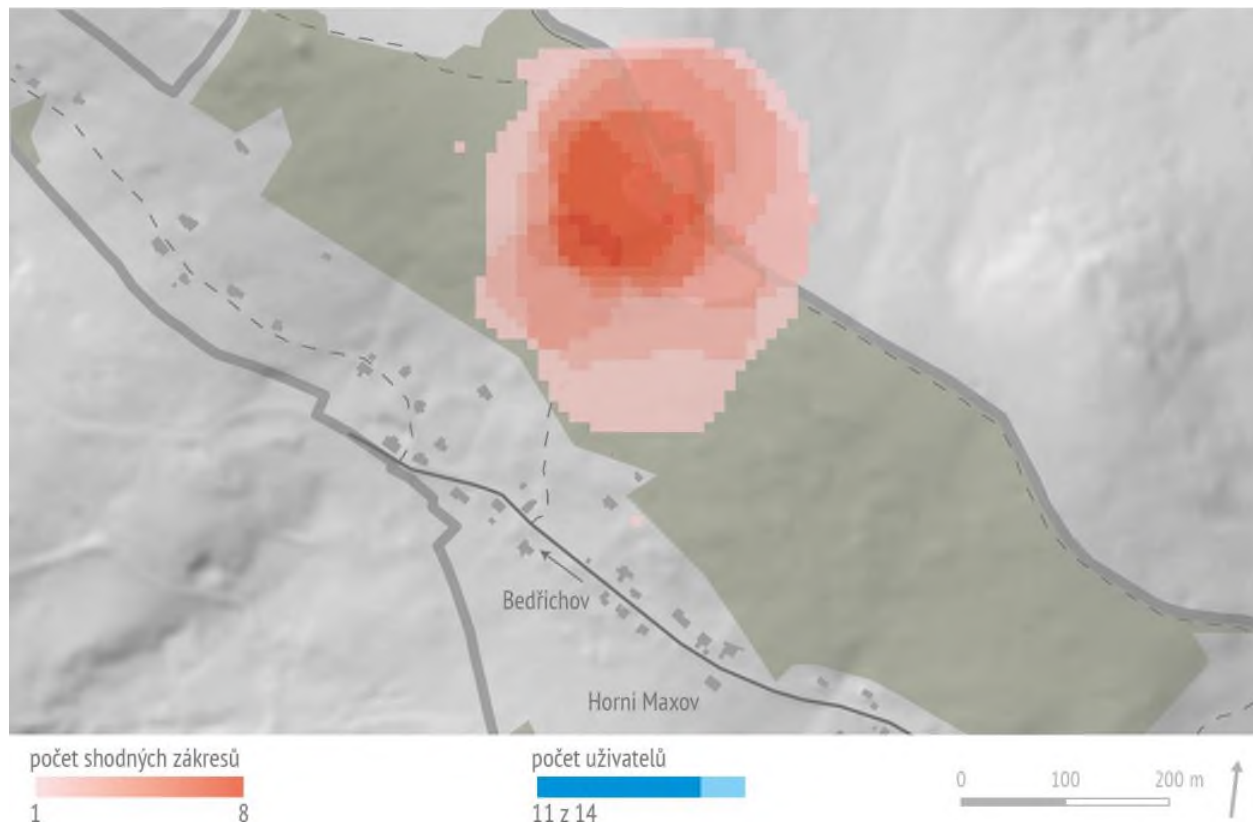 Bedřichov
Horní Maxov
počet shodných zákresů
1 8
počet uživatelů
11 z 14
0 100 200 m